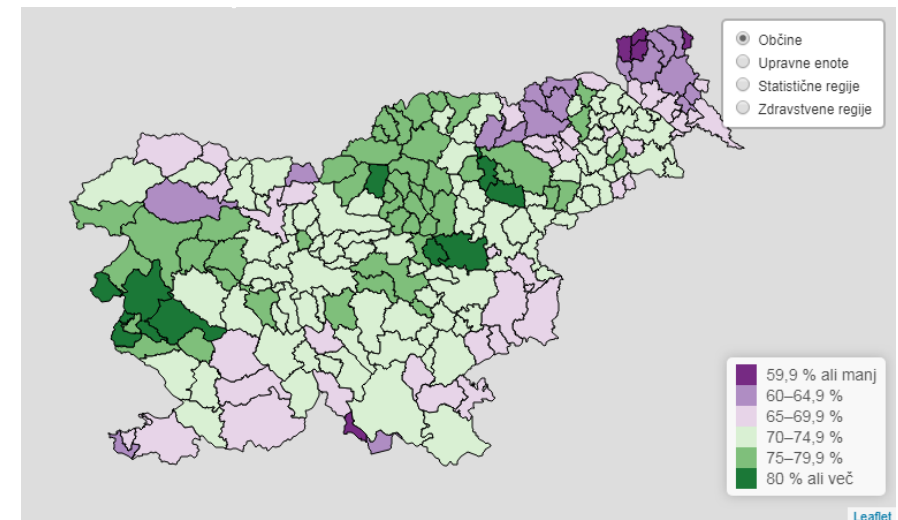 Občine
Upravne enote
Statistične regije
Zdravstvene regije
59,9 % ali manj
60–64,9 %
65–69,9 %
70–74,9 %
75–79,9 %
80 % ali več
Leaflet